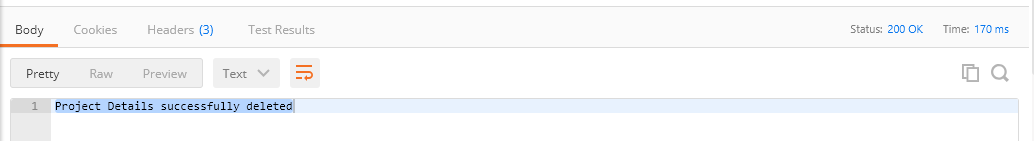 Body Cookies Headers (3) Test Results Status: 200 OK Time: 170 ms
Pretty Raw Preview Text
1 Project Details successfully deleted